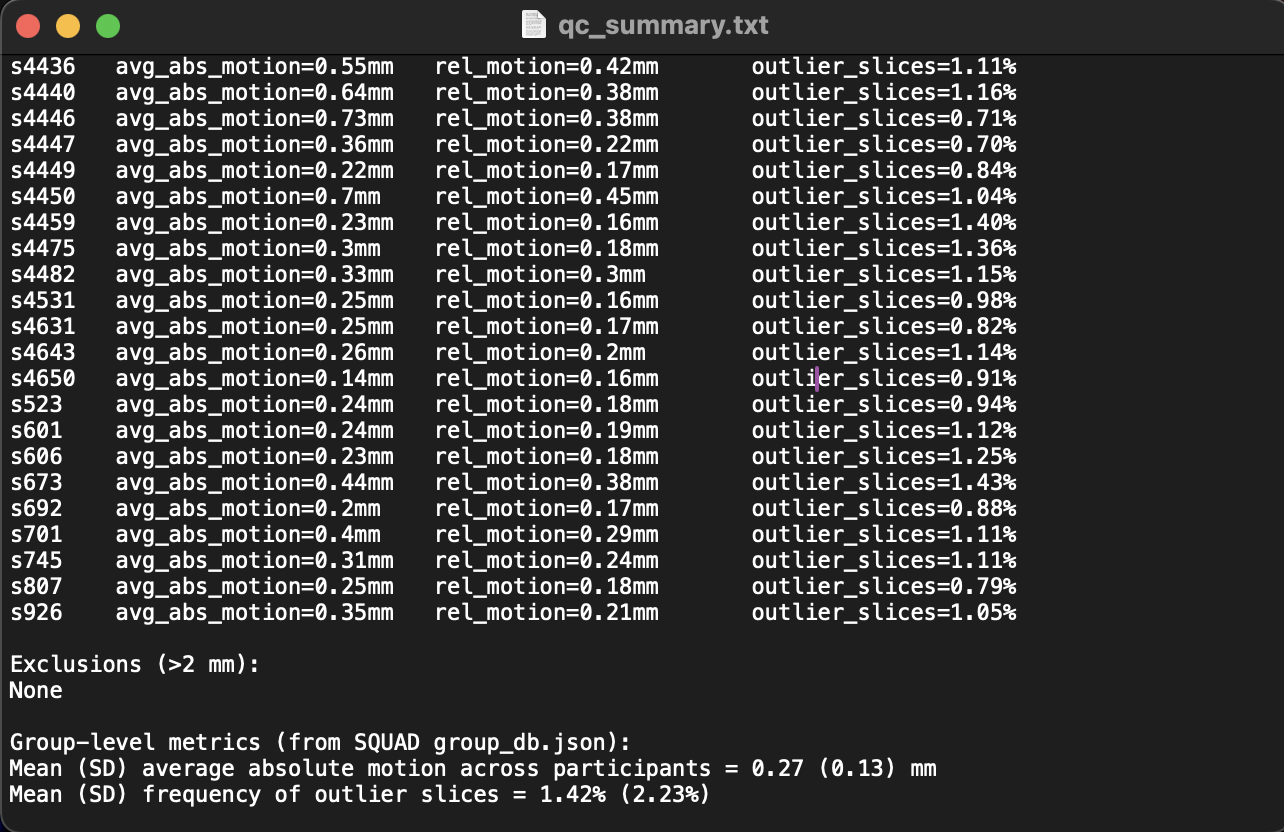 qc_summary.txt
s4436 avg_abs_motion=0.55mm rel_motion=0.42mm outlier_slices=1.11%
s4440 avg_abs_motion=0.64mm rel_motion=0.38mm outlier_slices=1.16%
s4446 avg_abs_motion=0.73mm rel_motion=0.38mm outlier_slices=0.71%
s4447 avg_abs_motion=0.36mm rel_motion=0.22mm outlier_slices=0.70%
s4449 avg_abs_motion=0.22mm rel_motion=0.17mm outlier_slices=0.84%
s4450 avg_abs_motion=0.7mm rel_motion=0.45mm outlier_slices=1.04%
s4459 avg_abs_motion=0.23mm rel_motion=0.16mm outlier_slices=1.40%
s4475 avg_abs_motion=0.3mm rel_motion=0.18mm outlier_slices=1.36%
s4482 avg_abs_motion=0.33mm rel_motion=0.3mm outlier_slices=1.15%
s4531 avg_abs_motion=0.25mm rel_motion=0.16mm outlier_slices=0.98%
s4631 avg_abs_motion=0.25mm rel_motion=0.17mm outlier_slices=0.82%
s4643 avg_abs_motion=0.26mm rel_motion=0.2mm outlier_slices=1.14%
s4650 avg_abs_motion=0.14mm rel_motion=0.16mm outlier_slices=0.91%
s523 avg_abs_motion=0.24mm rel_motion=0.18mm outlier_slices=0.94%
s601 avg_abs_motion=0.24mm rel_motion=0.19mm outlier_slices=1.12%
s606 avg_abs_motion=0.23mm rel_motion=0.18mm outlier_slices=1.25%
s673 avg_abs_motion=0.44mm rel_motion=0.38mm outlier_slices=1.43%
s692 avg_abs_motion=0.2mm rel_motion=0.17mm outlier_slices=0.88%
s701 avg_abs_motion=0.4mm rel_motion=0.29mm outlier_slices=1.11%
s745 avg_abs_motion=0.31mm rel_motion=0.24mm outlier_slices=1.11%
s807 avg_abs_motion=0.25mm rel_motion=0.18mm outlier_slices=0.79%
s926 avg_abs_motion=0.35mm rel_motion=0.21mm outlier_slices=1.05%
Exclusions (>2 mm):
None
Group-level metrics (from SQUAD group_db.json):
Mean (SD) average absolute motion across participants = 0.27 (0.13) mm
Mean (SD) frequency of outlier slices = 1.42% (2.23%)